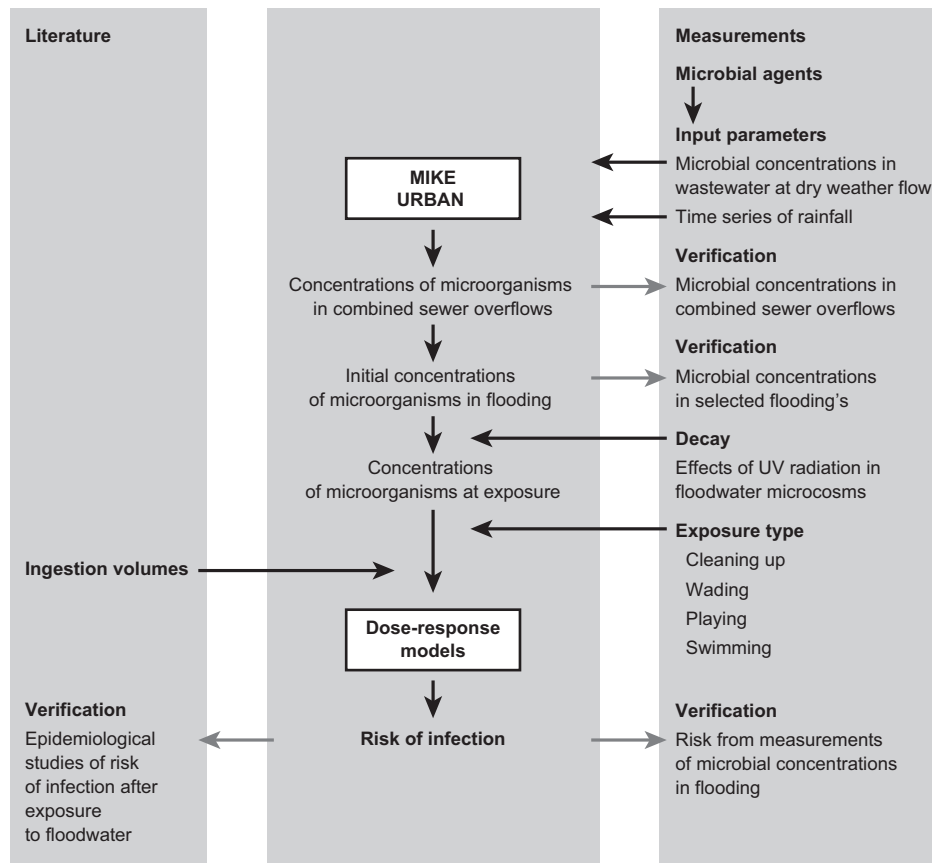 Literature
Ingestion volumes
Verification
Epidemiological
studies of risk
of infection after
exposure
to floodwater
MIKE
URBAN
Concentrations of microorganisms
in combined sewer overflows
Initial concentrations
of microorganisms in flooding
Concentrations
of microorganisms at exposure
Dose-response
models
Risk of infection
Measurements
Microbial agents
Input parameters
Microbial concentrations in
wastewater at dry weather flow
Time series of rainfall
Verification
Microbial concentrations in
combined sewer overflows
Verification
Microbial concentrations
in selected flooding's
Decay
Effects of UV radiation in
floodwater microcosms
Exposure type
Cleaning up
Wading
Playing
Swimming
Verification
Risk from measurements
of microbial concentrations
in flooding